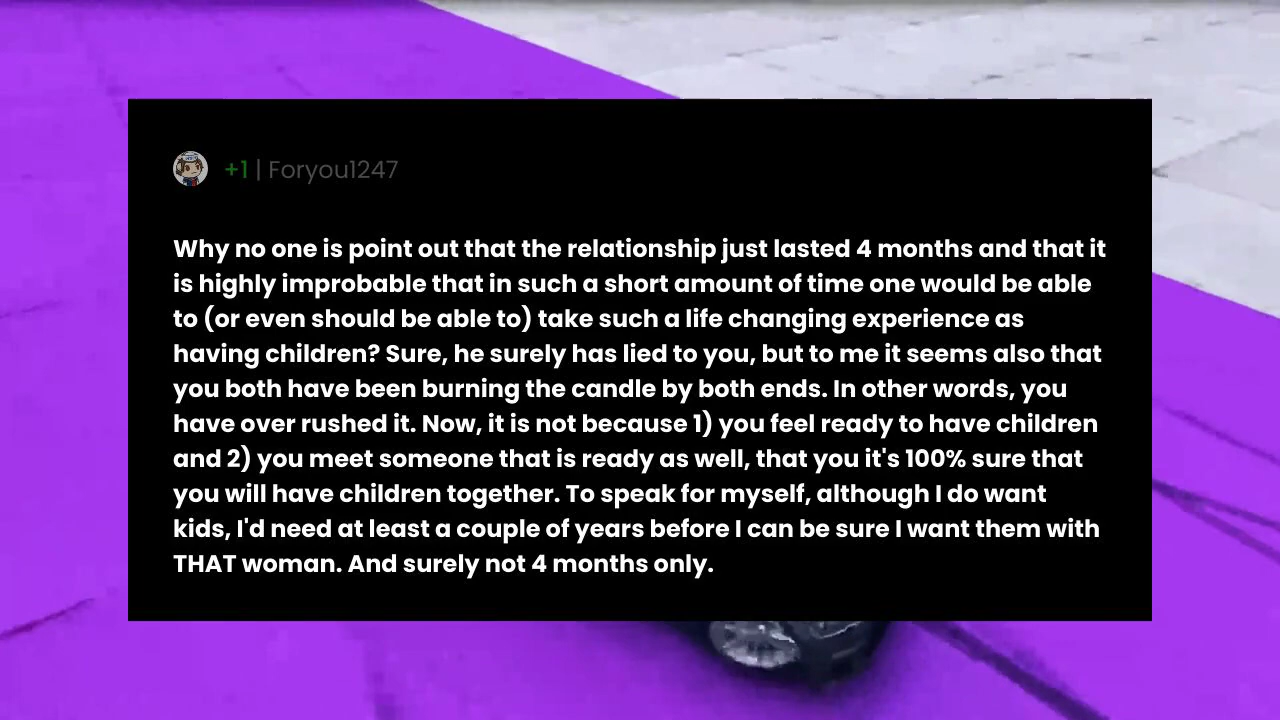 +1 | Foryou1247
Why no one is point out that the relationship just lasted 4 months and that it
is highly improbable that in such a short amount of time one would be able
to (or even should be able to) take such a life changing experience as
having children? Sure, he surely has lied to you, but to me it seems also that
you both have been burning the candle by both ends. In other words, you
have over rushed it. Now, it is not because 1) you feel ready to have children
and 2) you meet someone that is ready as well, that you it's 100% sure that
you will have children together. To speak for myself, although I do want
kids, I'd need at least a couple of years before I can be sure I want them with
THAT woman. And surely not 4 months only.